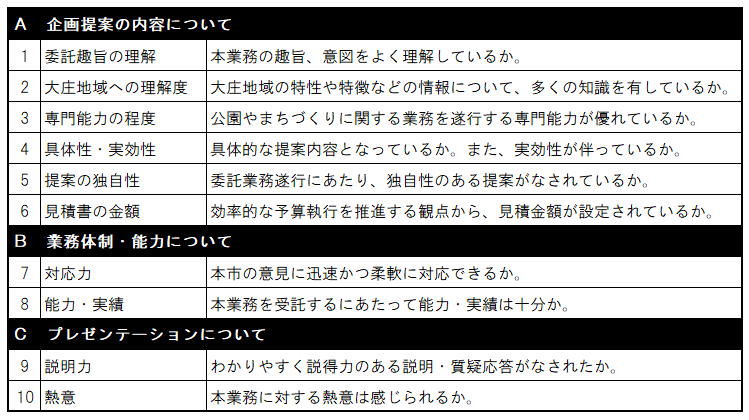 A 企画提案の内容について
1 委託趣旨の理解 本業務の趣旨、意図をよく理解しているか。
2 大庄地域への理解度 大庄地域の特性や特徴などの情報について、多くの知識を有しているか。
3 専門能力の程度 公園やまちづくりに関する業務を遂行する専門能力が優れているか。
4 具体性・実効性 具体的な提案内容となっているか。また、実効性が伴っているか。
5 提案の独自性 委託業務遂行にあたり、独自性のある提案がなされているか。
6 見積書の金額 効率的な予算執行を推進する観点から、見積金額が設定されているか。
B 業務体制・能力について
7 対応力 本市の意見に迅速かつ柔軟に対応できるか。
8 能力・実績 本業務を受託するにあたって能力・実績は十分か。
C プレゼンテーションについて
9 説明力 わかりやすく説得力のある説明・質疑応答がなされたか。
10 熱意 本業務に対する熱意は感じられるか。